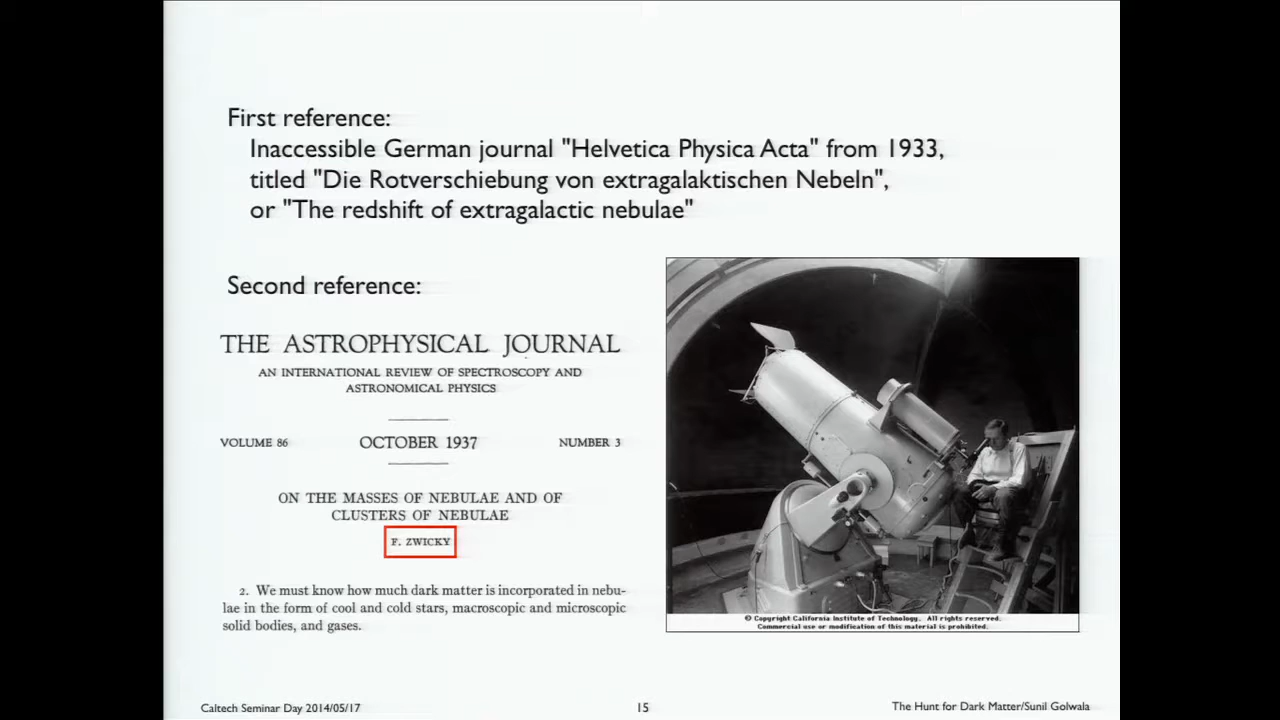 First reference:
Inaccessible German journal "Helvetica Physica Acta" from 1933,
titled "Die Rotverschiebung von extragalaktischen Nebeln",
or "The redshift of extragalactic nebulae"
Second reference:
THE ASTROPHYSICAL JOURNAL
AN INTERNATIONAL REVIEW OF SPECTROSCOPY AND
ASTRONOMICAL PHYSICS
VOLUME 86 OCTOBER 1937 NUMBER 3
ON THE MASSES OF NEBULAE AND OF
CLUSTERS OF NEBULAE
F. ZWICKY
2. We must know how much dark matter is incorporated in nebu-
lae in the form of cool and cold stars, macroscopic and microscopic
solid bodies, and gases.
© Copyright California Institute of Technology. All rights reserved.
Commercial use or modification of this material is prohibited.
Caltech Seminar Day 2014/05/17 15 The Hunt for Dark Matter/Sunil Golwala